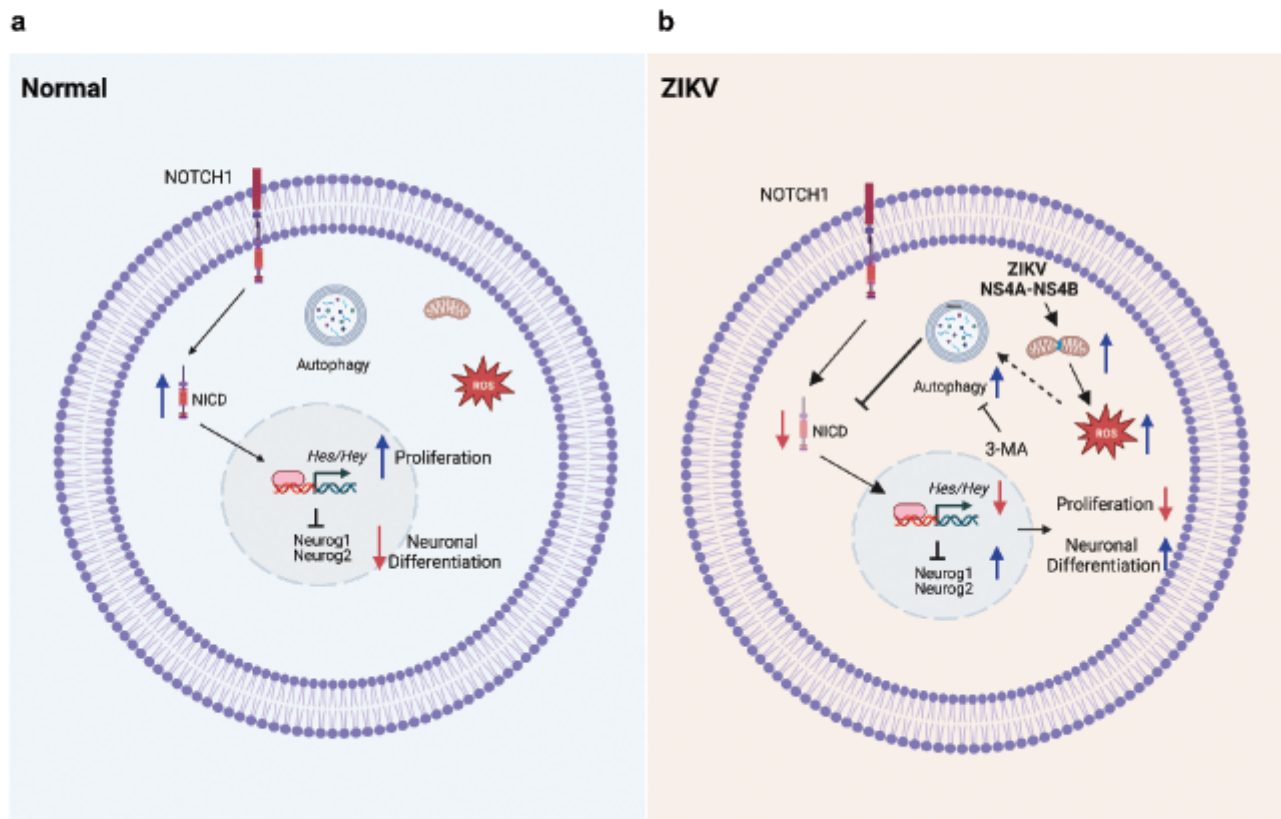 a
Normal
NOTCH1
Autophagy
ROS
NICD
Hes/Hey
Proliferation
Neurog1
Neurog2
Neuronal
Differentiation
b
ZIKV
NOTCH1
ZIKV
NS4A-NS4B
Autophagy
ROS
NICD
3-MA
Hes/Hey
Proliferation
Neurog1
Neurog2
Neuronal
Differentiation